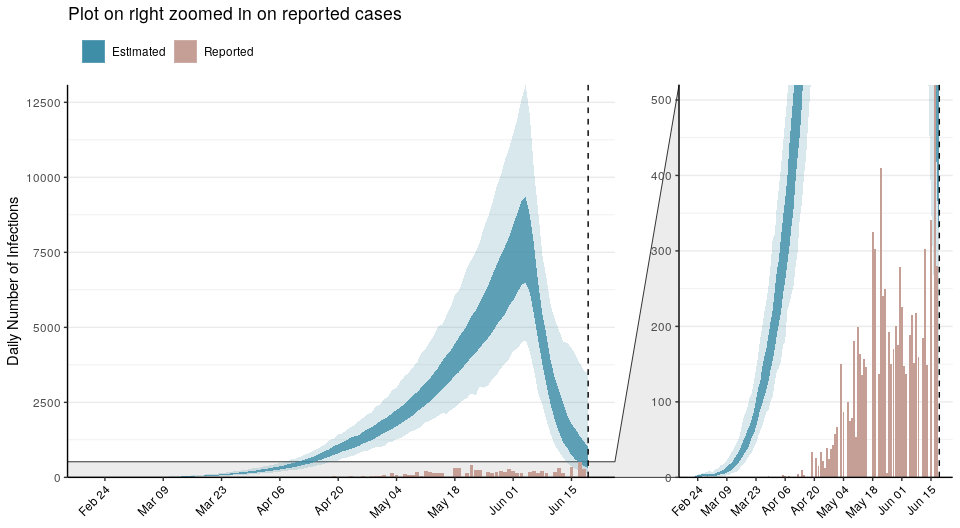 Plot on right zoomed in on reported cases
Estimated Reported
Daily Number of Infections
12500
10000
7500
5000
2500
0
Feb 24 Mar 09 Mar 23 Apr 06 Apr 20 May 04 May 18 Jun 01 Jun 15
500
400
300
200
100
0
Feb 24 Mar 09 Mar 23 Apr 06 Apr 20 May 04 May 18 Jun 01 Jun 15